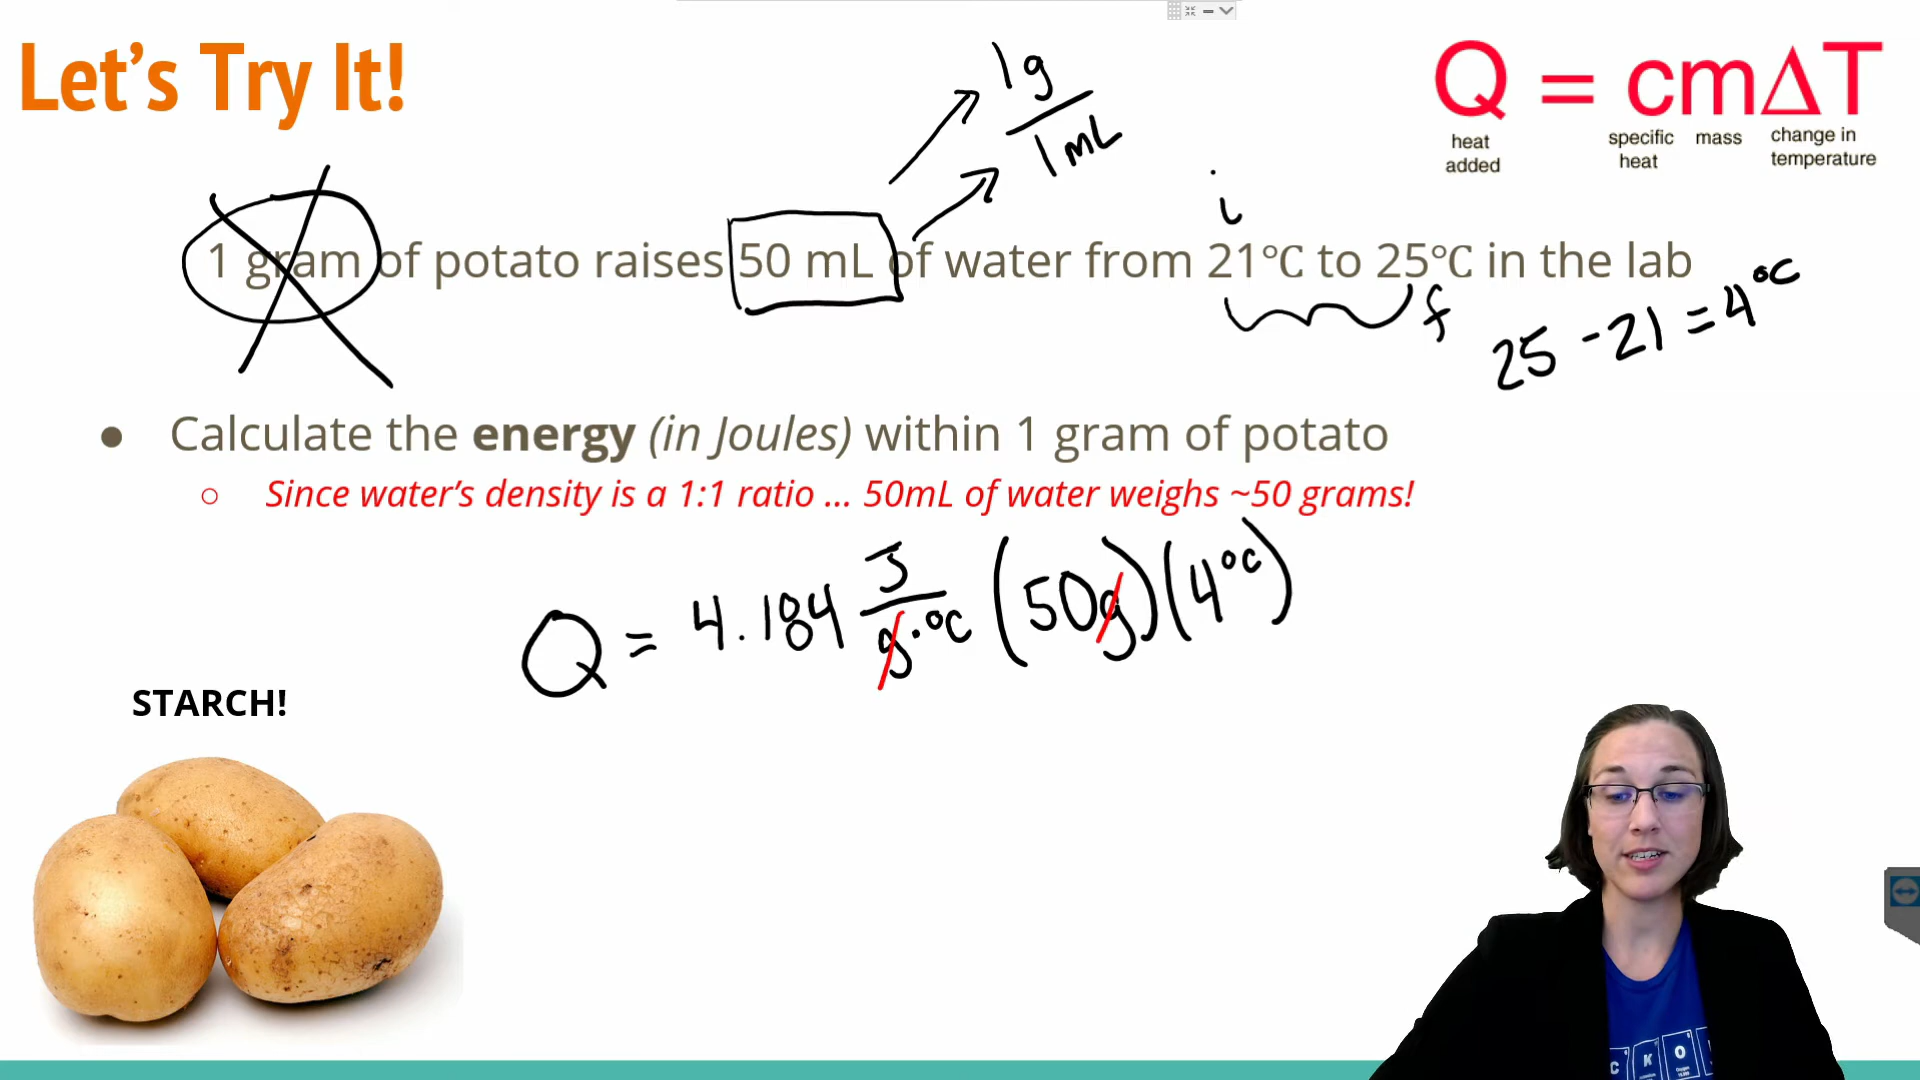 Let's Try It!
1 g
1 mL
Q = cmΔT
heat added
specific heat
mass
change in temperature
i
1 gram of potato raises 50 mL of water from 21°C to 25°C in the lab
f
25 - 21 = 4 °C
● Calculate the energy (in Joules) within 1 gram of potato
○ Since water's density is a 1:1 ratio ... 50mL of water weighs ~50 grams!
Q = 4.184 J/g·°C (50g)(4°C)
STARCH!
C K O